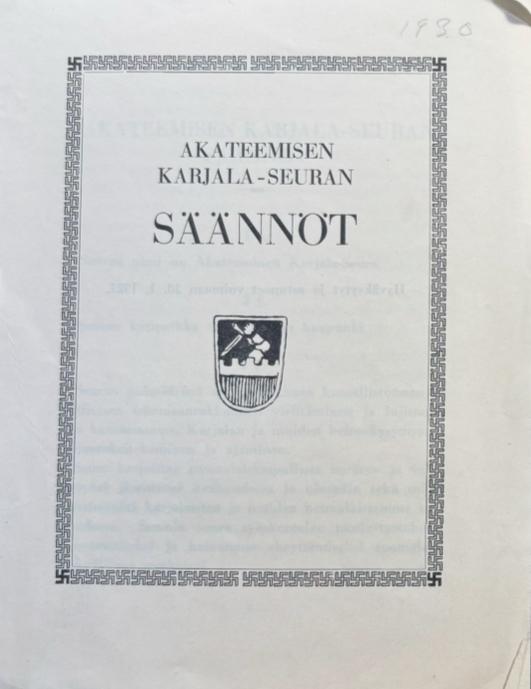 1930
AKATEEMISEN
KARJALA-SEURAN
SÄÄNNÖT